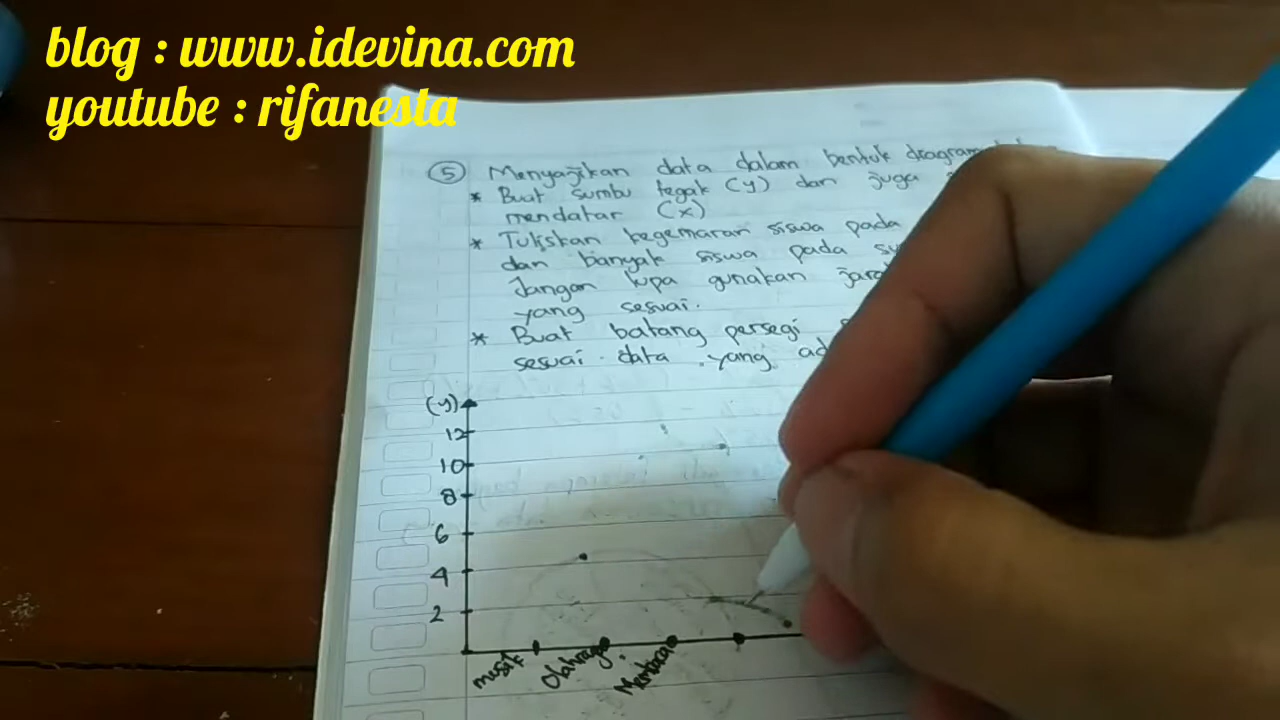 blog : www.idevina.com
youtube : rifanesta
5 Menyajikan data dalam bentuk diagram
* Buat sumbu tegak (y) dan juga
mendatar (x)
* Tuliskan kegemaran siswa pada
dan banyak siswa pada
Jangan lupa gunakan
yang sesuai.
* Buat batang persegi
sesuai data yang
(y)
12
10
8
6
4
2
musik Olahraga Membaca